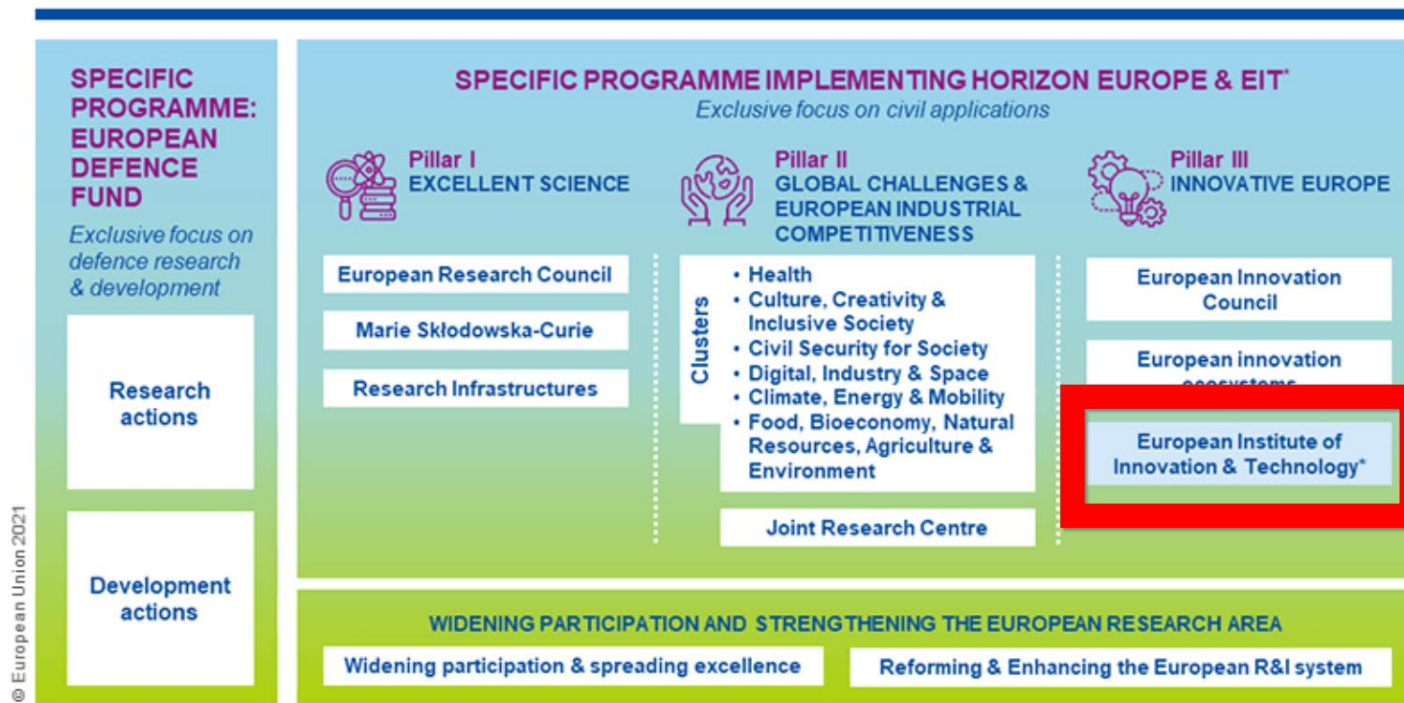 SPECIFIC
PROGRAMME:
EUROPEAN
DEFENCE
FUND
Exclusive focus on
defence research
& development
Research
actions
Development
actions
© European Union 2021
SPECIFIC PROGRAMME IMPLEMENTING HORIZON EUROPE & EIT*
Exclusive focus on civil applications
Pillar I
EXCELLENT SCIENCE
European Research Council
Marie Skłodowska-Curie
Research Infrastructures
Pillar II
GLOBAL CHALLENGES &
EUROPEAN INDUSTRIAL
COMPETITIVENESS
Clusters
• Health
• Culture, Creativity &
Inclusive Society
• Civil Security for Society
• Digital, Industry & Space
• Climate, Energy & Mobility
• Food, Bioeconomy, Natural
Resources, Agriculture &
Environment
Joint Research Centre
Pillar III
INNOVATIVE EUROPE
European Innovation
Council
European innovation
ecosystems
European Institute of
Innovation & Technology*
WIDENING PARTICIPATION AND STRENGTHENING THE EUROPEAN RESEARCH AREA
Widening participation & spreading excellence
Reforming & Enhancing the European R&I system